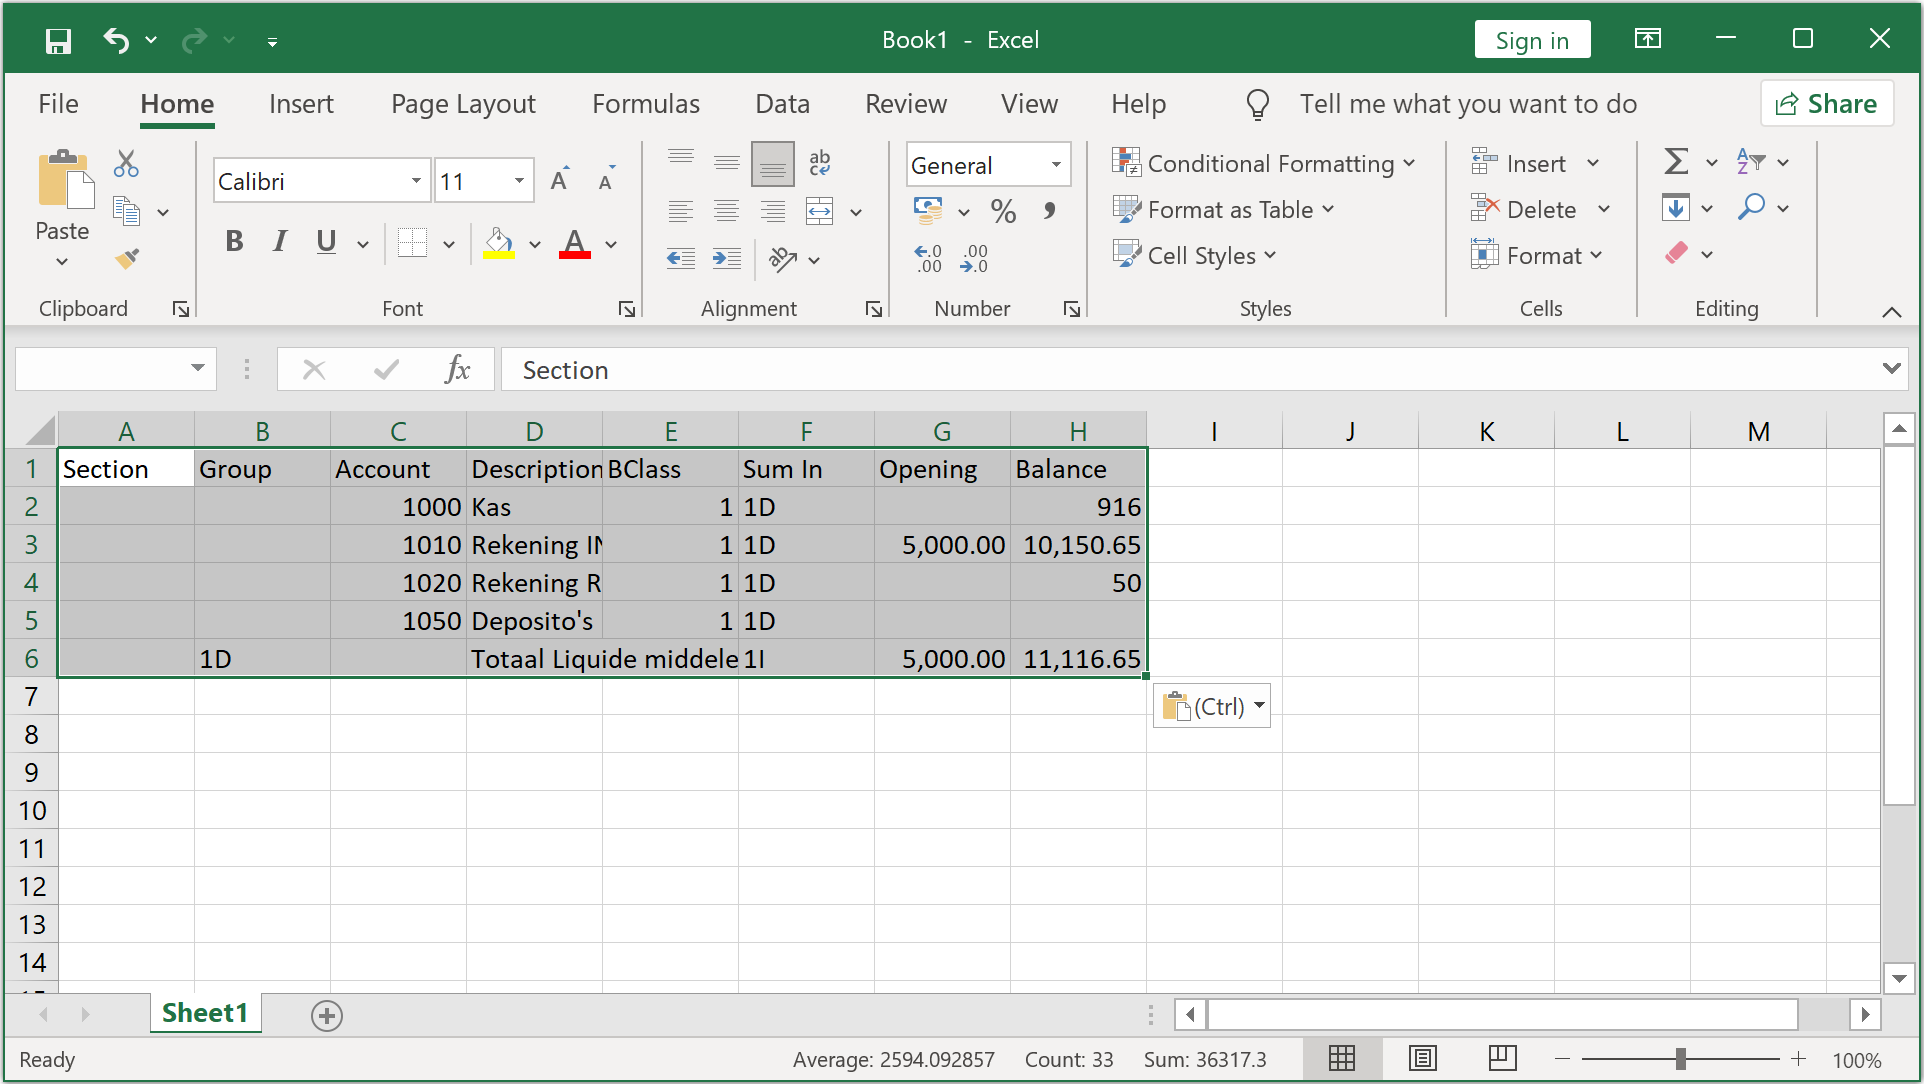 Book1 - Excel
Sign in
File Home Insert Page Layout Formulas Data Review View Help Tell me what you want to do Share
Paste
Clipboard
Calibri 11
B I U A
Font
ab
Alignment
General
% ,
Number
Conditional Formatting
Format as Table
Cell Styles
Styles
Insert
Delete
Format
Cells
Editing
fx Section
A B C D E F G H I J K L M
1 Section Group Account Description BClass Sum In Opening Balance
2 1000 Kas 1 1D 916
3 1010 Rekening IN 1 1D 5,000.00 10,150.65
4 1020 Rekening R 1 1D 50
5 1050 Deposito's 1 1D
6 1D Totaal Liquide middele 1I 5,000.00 11,116.65
7 (Ctrl)
8
9
10
11
12
13
14
Sheet1
Ready Average: 2594.092857 Count: 33 Sum: 36317.3 100%